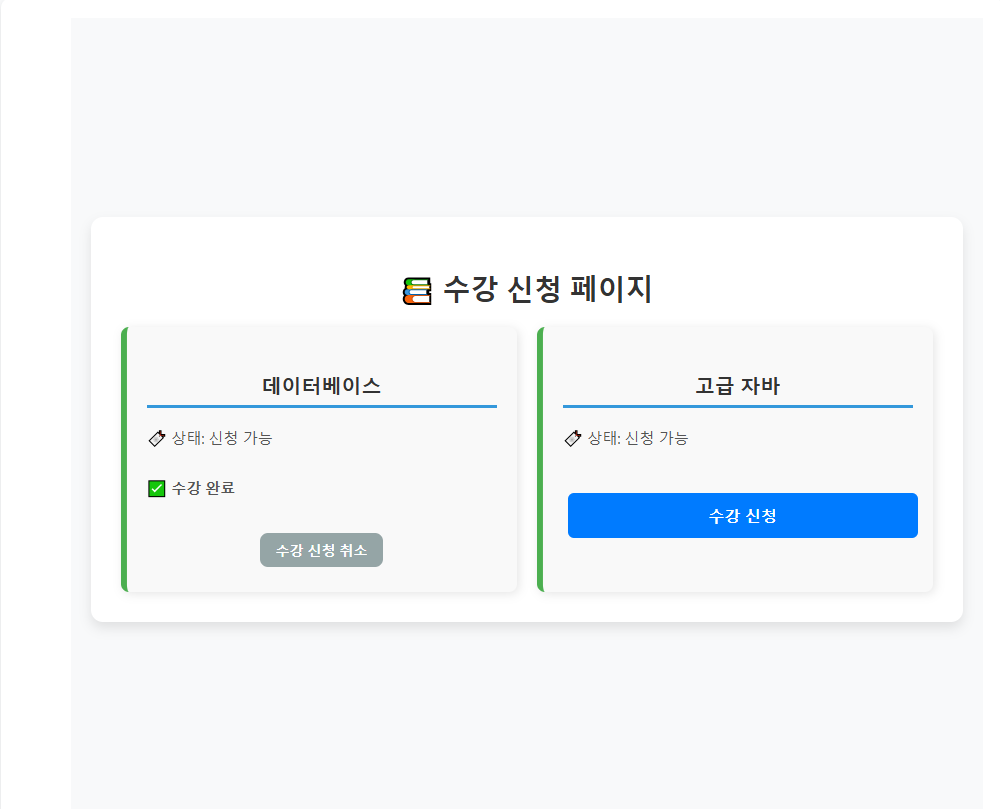 📚 수강 신청 페이지
데이터베이스
상태: 신청 가능
✅ 수강 완료
수강 신청 취소
고급 자바
상태: 신청 가능
수강 신청